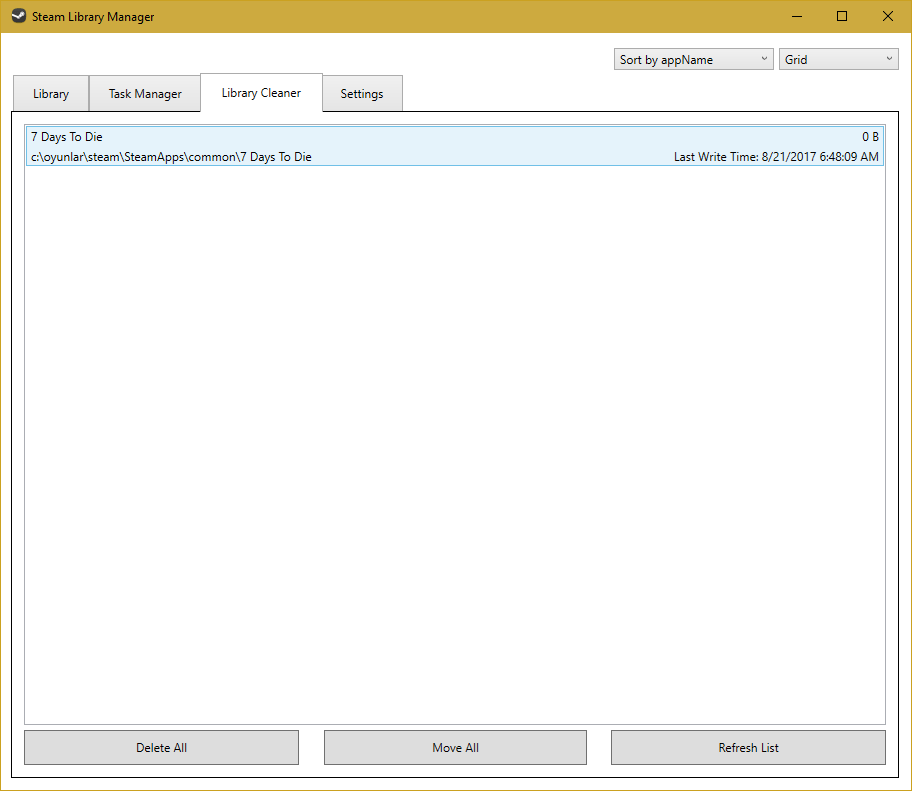 Steam Library Manager
Sort by appName
Grid
Library
Task Manager
Library Cleaner
Settings
7 Days To Die
0 B
c:\oyunlar\steam\SteamApps\common\7 Days To Die
Last Write Time: 8/21/2017 6:48:09 AM
Delete All
Move All
Refresh List